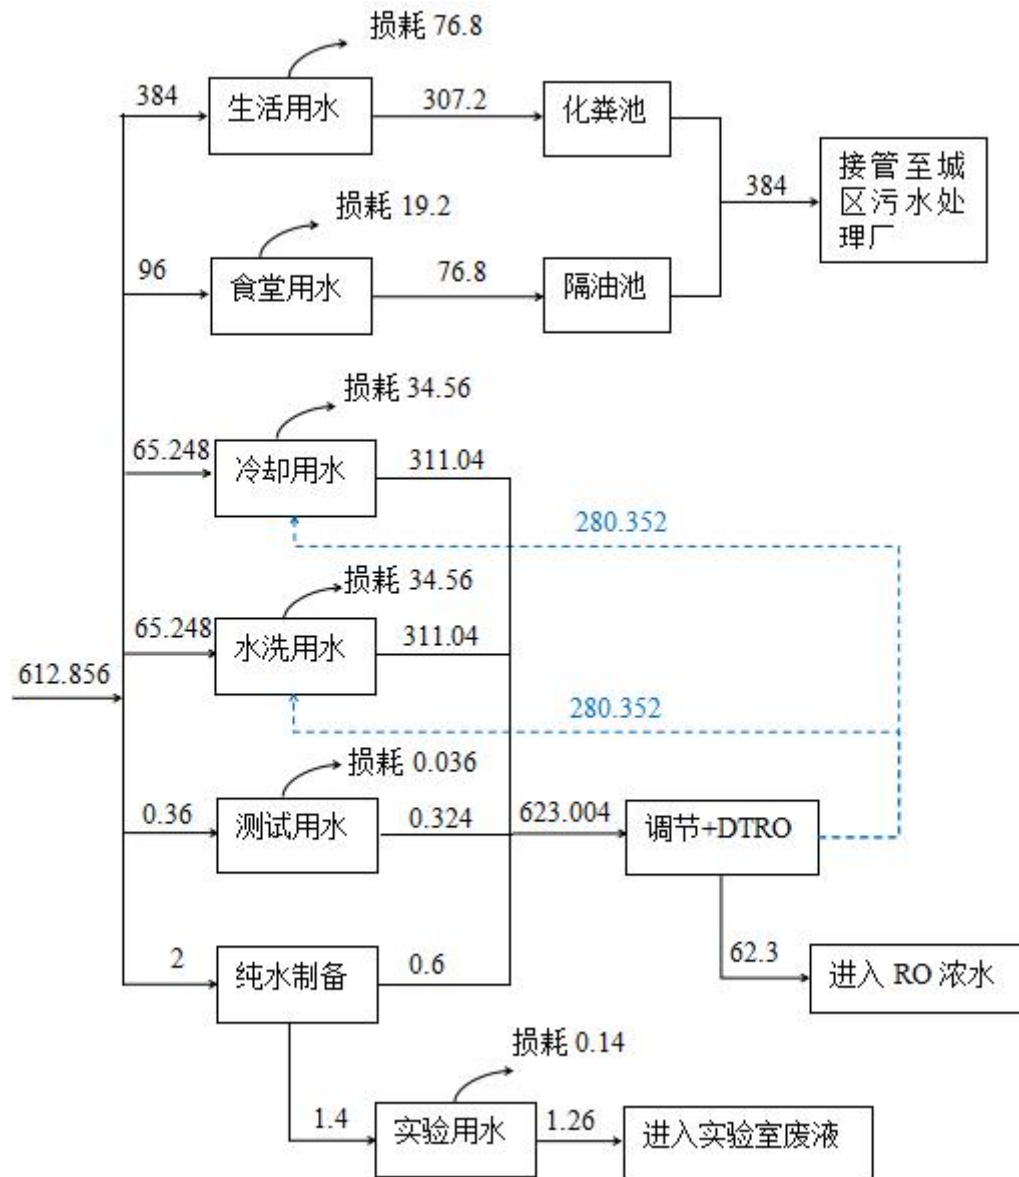 损耗 76.8
384
生活用水
307.2
化粪池
384
接管至城
区污水处
理厂
损耗 19.2
96
食堂用水
76.8
隔油池
损耗 34.56
65.248
冷却用水
311.04
280.352
损耗 34.56
65.248
水洗用水
311.04
612.856
280.352
损耗 0.036
0.36
测试用水
0.324
623.004
调节+DTRO
2
纯水制备
0.6
62.3
进入 RO 浓水
损耗 0.14
1.4
实验用水
1.26
进入实验室废液